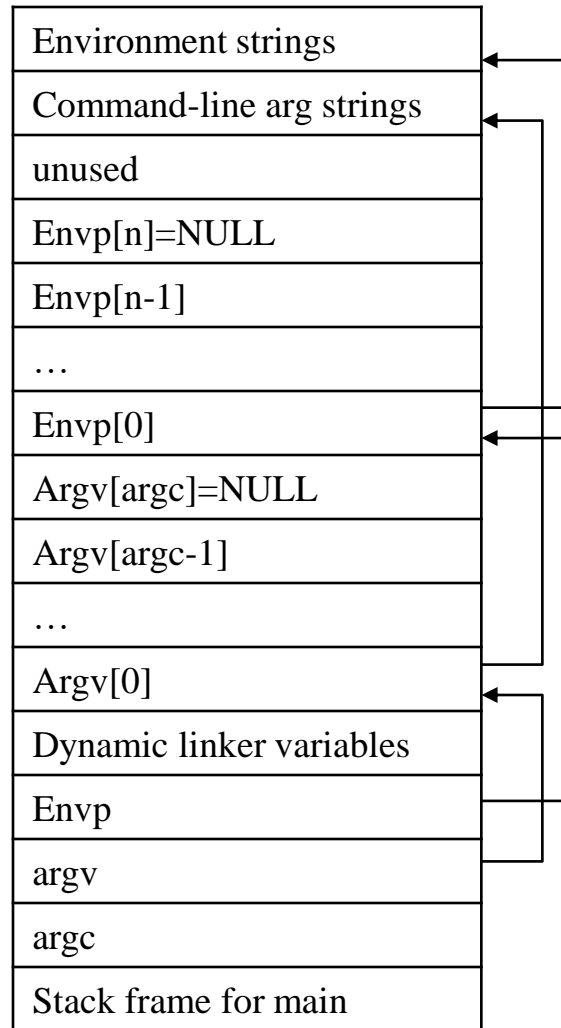 Environment strings
Command-line arg strings
unused
Envp[n]=NULL
Envp[n-1]
…
Envp[0]
Argv[argc]=NULL
Argv[argc-1]
…
Argv[0]
Dynamic linker variables
Envp
argv
argc
Stack frame for main